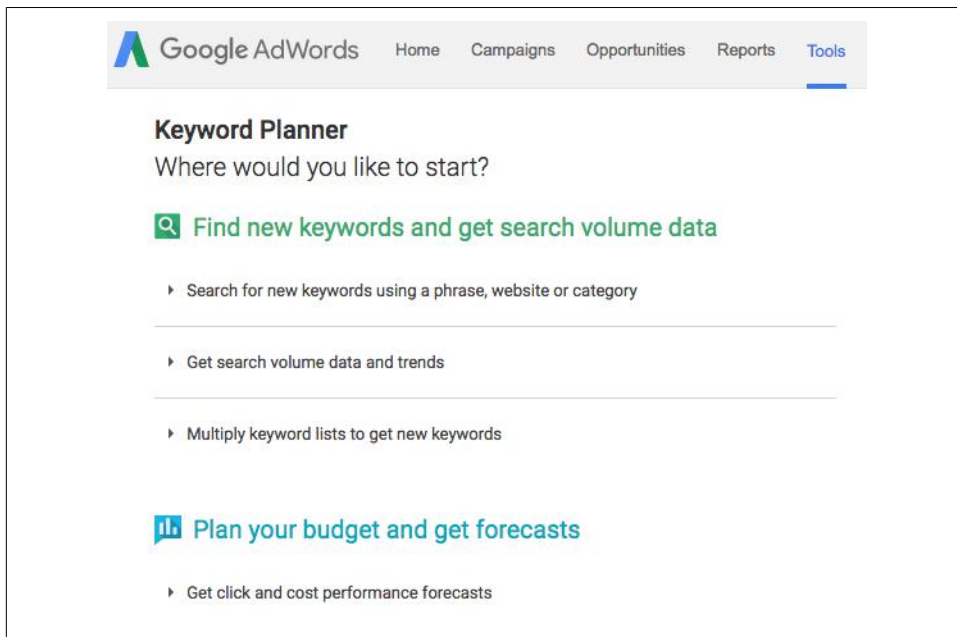 Google AdWords Home Campaigns Opportunities Reports Tools
Keyword Planner
Where would you like to start?
Find new keywords and get search volume data
Search for new keywords using a phrase, website or category
Get search volume data and trends
Multiply keyword lists to get new keywords
Plan your budget and get forecasts
Get click and cost performance forecasts